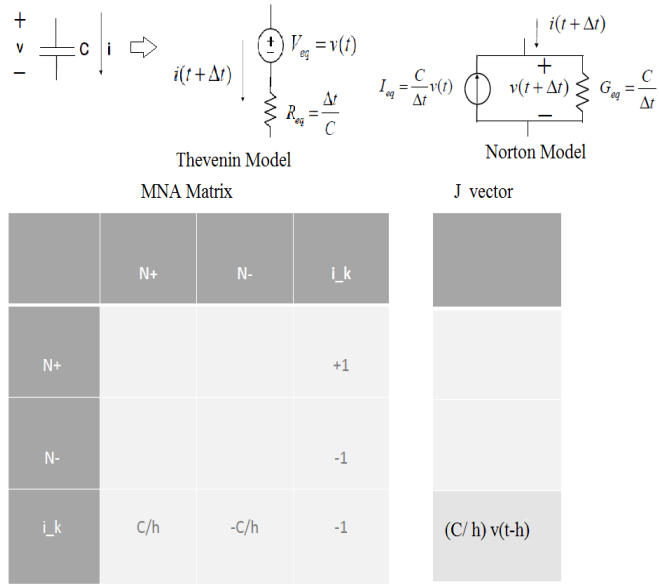 +
v C i
−
i(t + Δt)
V_eq = v(t)
R_eq = Δt/C
Thevenin Model
i(t + Δt)
I_eq = C/Δt v(t)
+
v(t + Δt)
−
G_eq = C/Δt
Norton Model
MNA Matrix
J vector
N+ N- i_k
N+ +1
N- -1
i_k C/h -C/h -1
(C/ h) v(t-h)